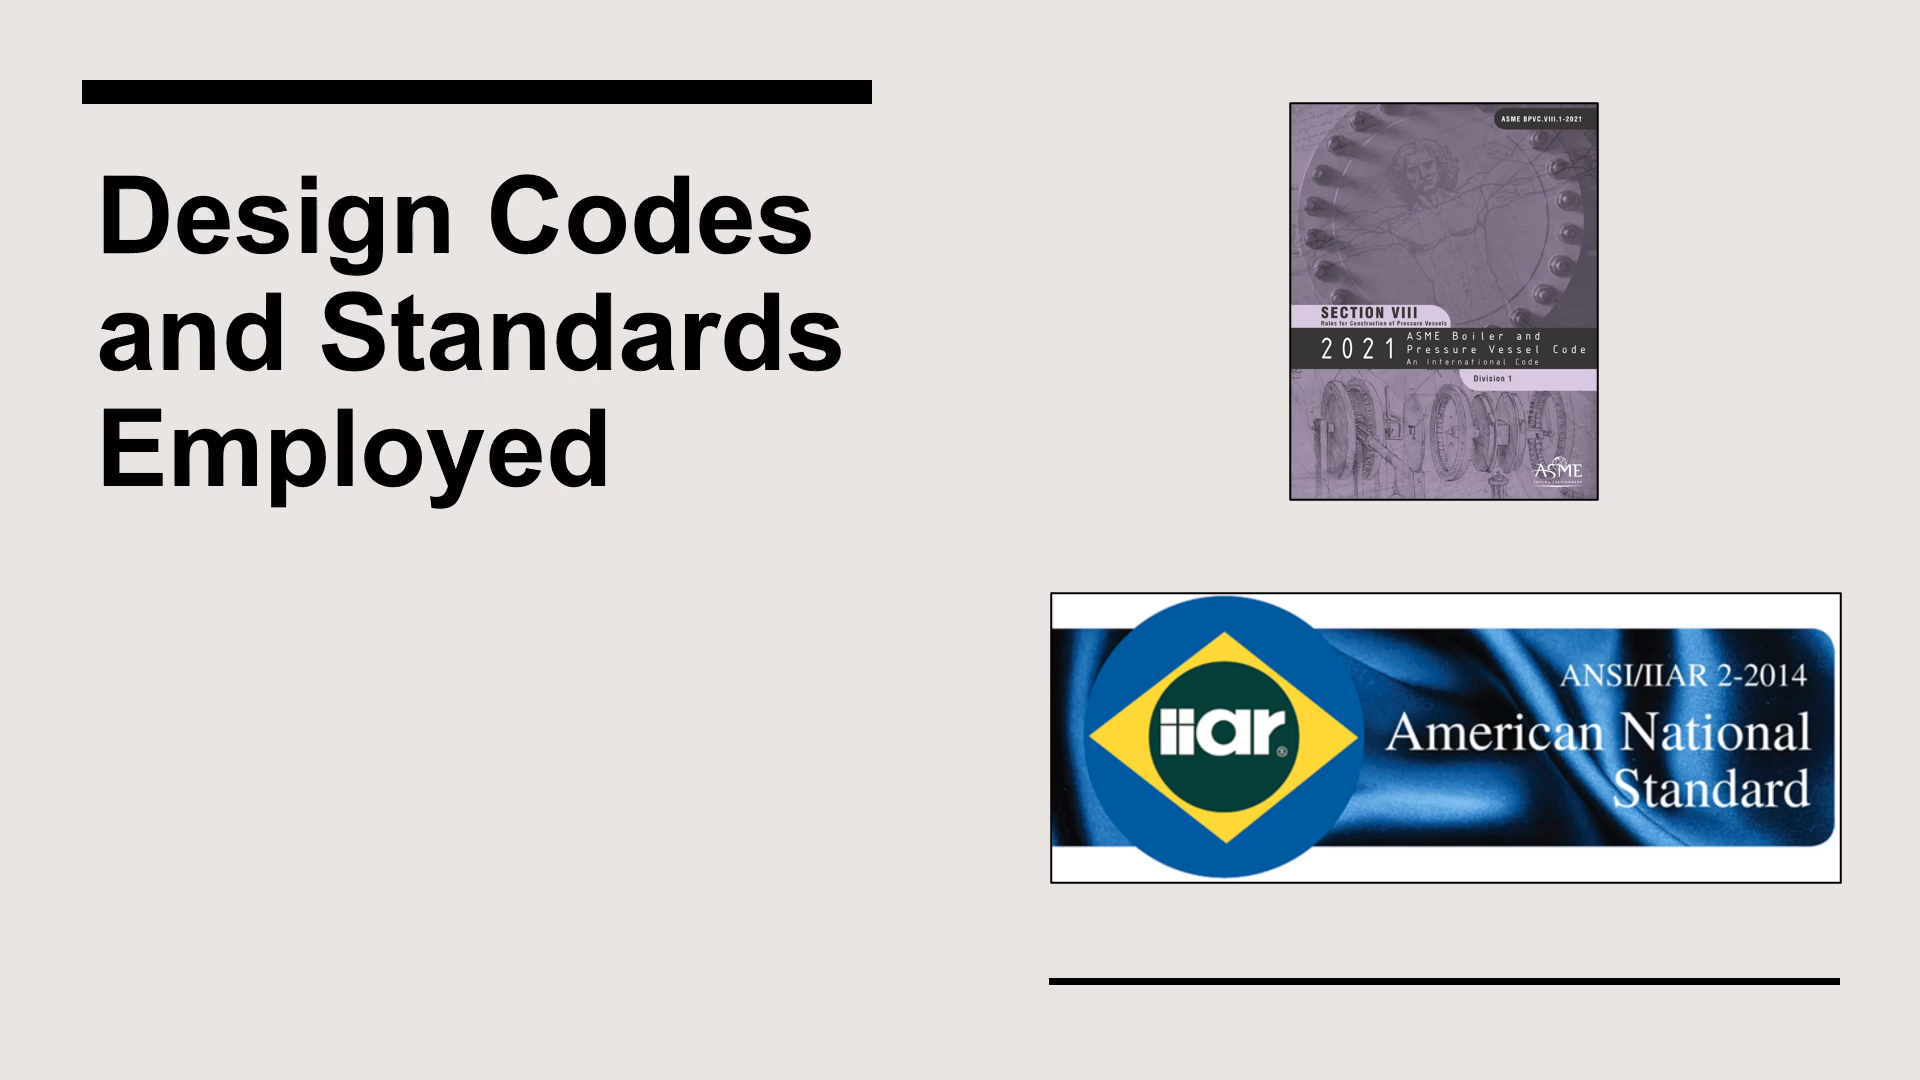 Design Codes
and Standards
Employed
ASME BPVC.VIII.1-2021
SECTION VIII
Rules for Construction of Pressure Vessels
2021
ASME Boiler and
Pressure Vessel Code
An International Code
Division 1
ASME
iiar®
ANSI/IIAR 2-2014
American National
Standard